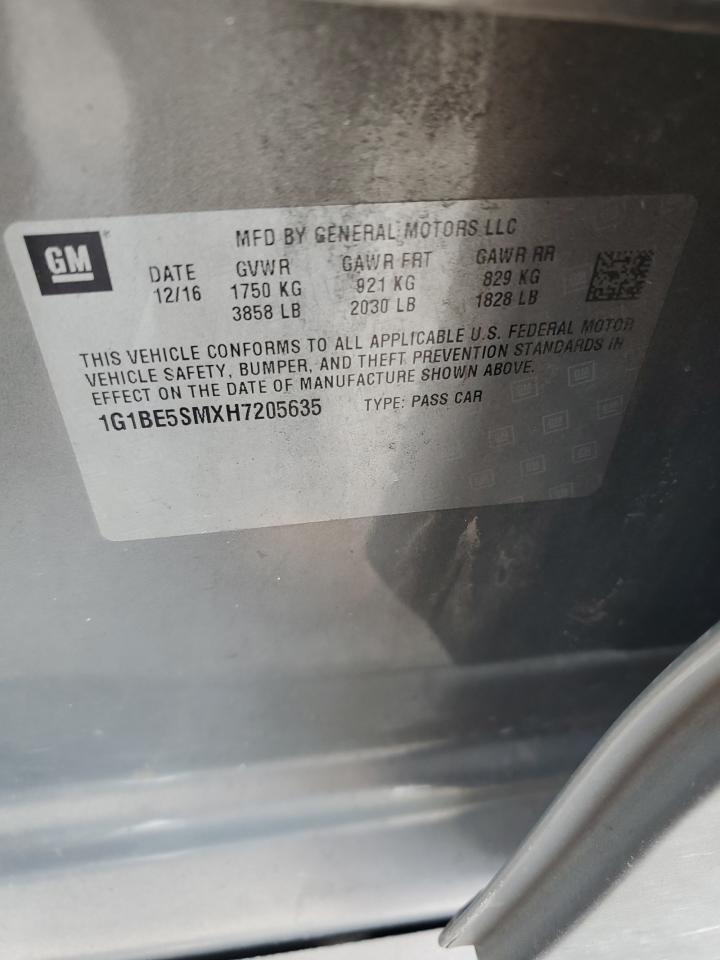 GM
MFD BY GENERAL MOTORS LLC
DATE GVWR GAWR FRT GAWR RR
12/16 1750 KG 921 KG 829 KG
3858 LB 2030 LB 1828 LB
THIS VEHICLE CONFORMS TO ALL APPLICABLE U.S. FEDERAL MOTOR
VEHICLE SAFETY, BUMPER, AND THEFT PREVENTION STANDARDS IN
EFFECT ON THE DATE OF MANUFACTURE SHOWN ABOVE.
1G1BE5SMXH7205635 TYPE: PASS CAR